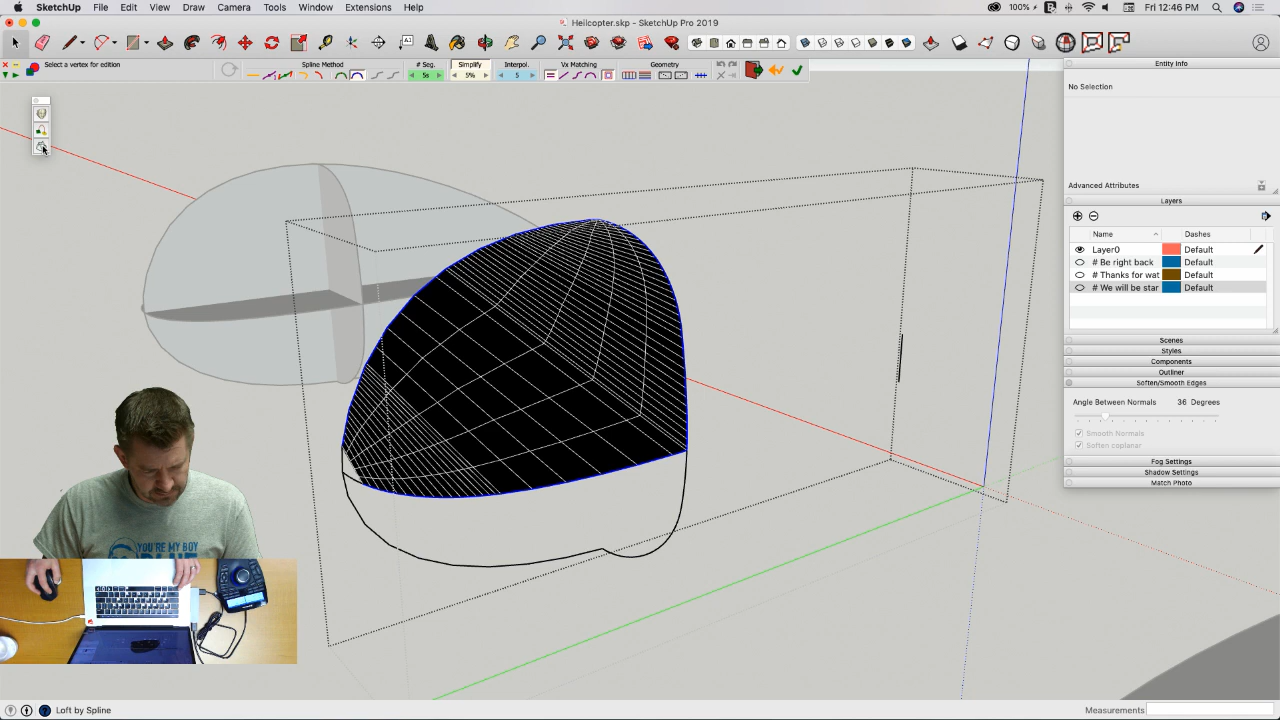 SketchUp File Edit View Draw Camera Tools Window Extensions Help
100% Fri 12:46 PM
Helicopter.skp - SketchUp Pro 2019
Select a vertex for edition
Spline Method # Seg. Simplify Interpol. Vx Matching Geometry
5s 5% 5
Entity Info
No Selection
Advanced Attributes
Layers
Name Dashes
Layer0 Default
# Be right back Default
# Thanks for wat Default
# We will be star Default
Scenes
Styles
Components
Outliner
Soften/Smooth Edges
Angle Between Normals 36 Degrees
Smooth Normals
Soften coplanar
Fog Settings
Shadow Settings
Match Photo
YOU'RE MY BOY
Loft by Spline
Measurements